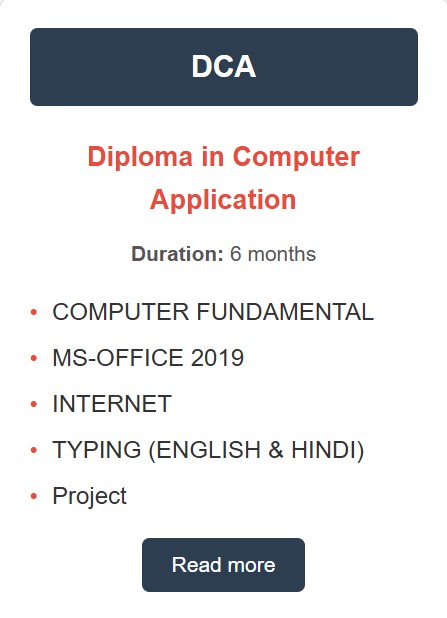 DCA
Diploma in Computer
Application
Duration: 6 months
• COMPUTER FUNDAMENTAL
• MS-OFFICE 2019
• INTERNET
• TYPING (ENGLISH & HINDI)
• Project
Read more